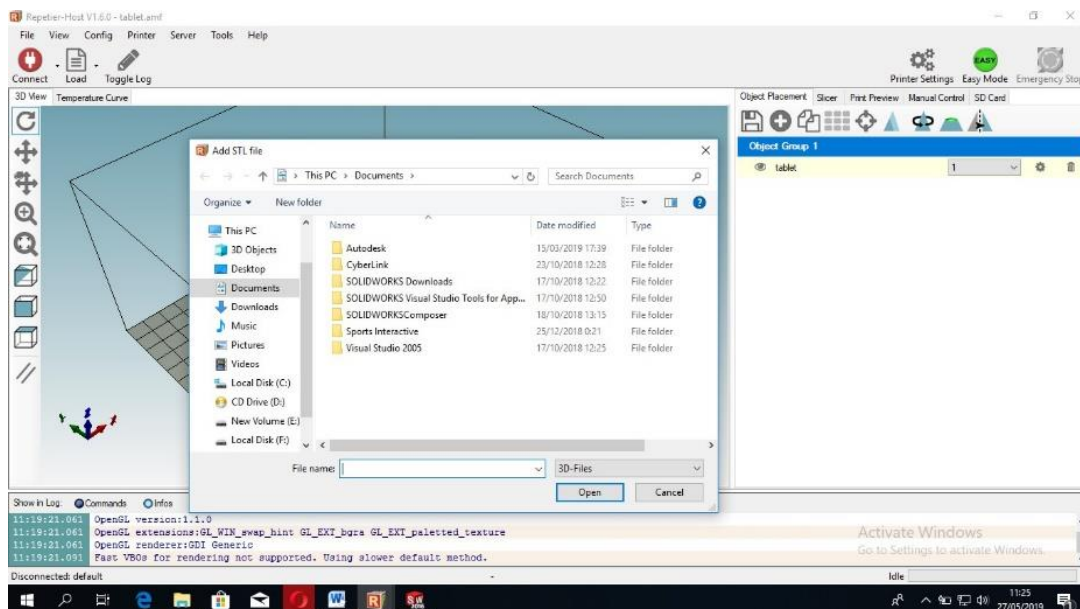 Repetier-Host V1.6.0 - tablet.amf
File View Config Printer Server Tools Help
Connect Load Toggle Log
Printer Settings Easy Mode Emergency Stop
EASY
3D View Temperature Curve
Object Placement Slicer Print Preview Manual Control SD Card
Object Group 1
tablet 1
Add STL file
This PC > Documents >
Search Documents
Organize New folder
Name Date modified Type
This PC
3D Objects
Desktop
Documents
Downloads
Music
Pictures
Videos
Local Disk (C:)
CD Drive (D:)
New Volume (E:)
Local Disk (F:)
Autodesk 15/03/2019 17:39 File folder
CyberLink 23/10/2018 12:28 File folder
SOLIDWORKS Downloads 17/10/2018 12:22 File folder
SOLIDWORKS Visual Studio Tools for App... 17/10/2018 12:50 File folder
SOLIDWORKSComposer 18/10/2018 13:15 File folder
Sports Interactive 25/12/2018 0:21 File folder
Visual Studio 2005 17/10/2018 12:25 File folder
File name: 3D-Files
Open Cancel
Show in Log: Commands Infos
11:19:21.061 OpenGL version:1.1.0
11:19:21.061 OpenGL extensions:GL_WIN_swap_hint GL_EXT_bgra GL_EXT_paletted_texture
11:19:21.061 OpenGL renderer:GDI Generic
11:19:21.091 Fast VBOs for rendering not supported. Using slower default method.
Activate Windows
Go to Settings to activate Windows.
Disconnected: default - Idle
11:25
27/05/2019